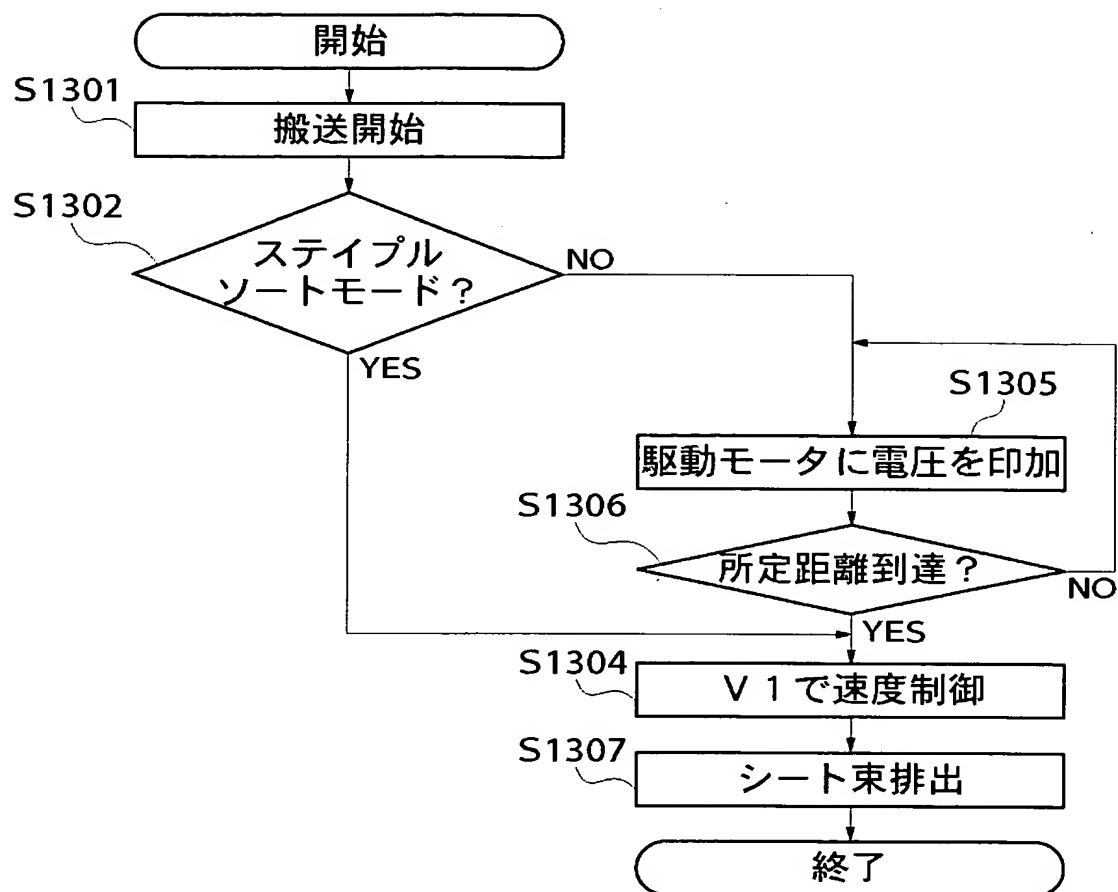 開始
S1301
搬送開始
S1302
ステイプル
ソートモード？
NO
YES
S1305
駆動モータに電圧を印加
S1306
所定距離到達？
NO
YES
S1304
V1で速度制御
S1307
シート束排出
終了